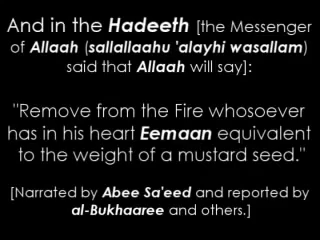 And in the Hadeeth [the Messenger
of Allaah (sallallaahu 'alayhi wasallam)
said that Allaah will say]:
"Remove from the Fire whosoever
has in his heart Eemaan equivalent
to the weight of a mustard seed."
[Narrated by Abee Sa'eed and reported by
al-Bukhaaree and others.]